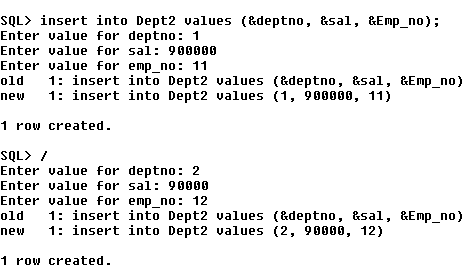 SQL> insert into Dept2 values (&deptno, &sal, &Emp_no);
Enter value for deptno: 1
Enter value for sal: 900000
Enter value for emp_no: 11
old   1: insert into Dept2 values (&deptno, &sal, &Emp_no)
new   1: insert into Dept2 values (1, 900000, 11)
1 row created.
SQL> /
Enter value for deptno: 2
Enter value for sal: 90000
Enter value for emp_no: 12
old   1: insert into Dept2 values (&deptno, &sal, &Emp_no)
new   1: insert into Dept2 values (2, 90000, 12)
1 row created.